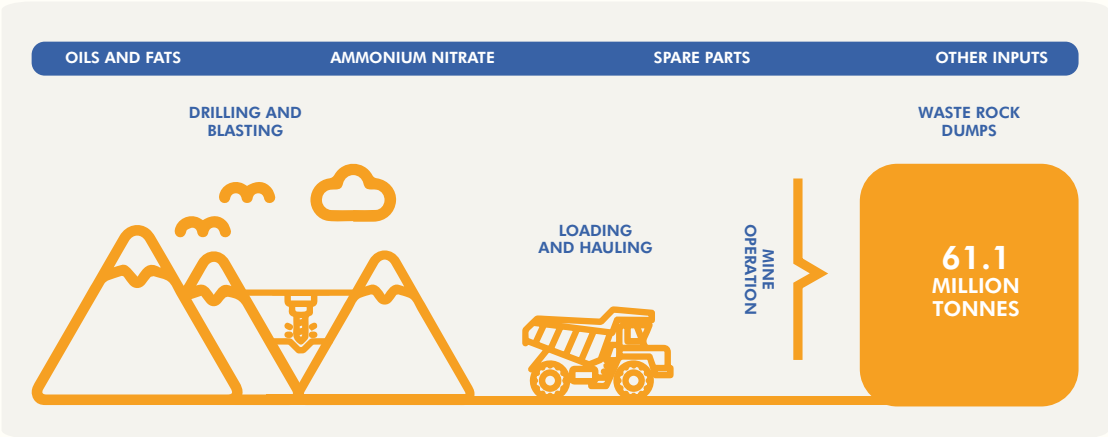 OILS AND FATS
AMMONIUM NITRATE
SPARE PARTS
OTHER INPUTS
DRILLING AND
BLASTING
WASTE ROCK
DUMPS
LOADING
AND HAULING
MINE
OPERATION
61.1
MILLION
TONNES